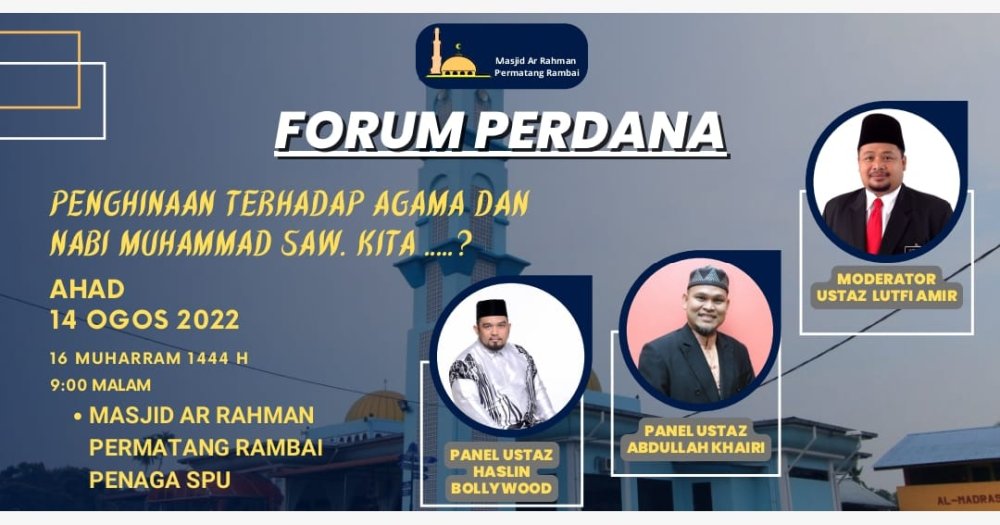 Masjid Ar Rahman
Permatang Rambai
FORUM PERDANA
PENGHINAAN TERHADAP AGAMA DAN
NABI MUHAMMAD SAW. KITA .....?
AHAD
14 OGOS 2022
16 MUHARRAM 1444 H
9:00 MALAM
• MASJID AR RAHMAN
PERMATANG RAMBAI
PENAGA SPU
PANEL USTAZ
HASLIN
BOLLYWOOD
PANEL USTAZ
ABDULLAH KHAIRI
MODERATOR
USTAZ LUTFI AMIR
AL-MADRAS